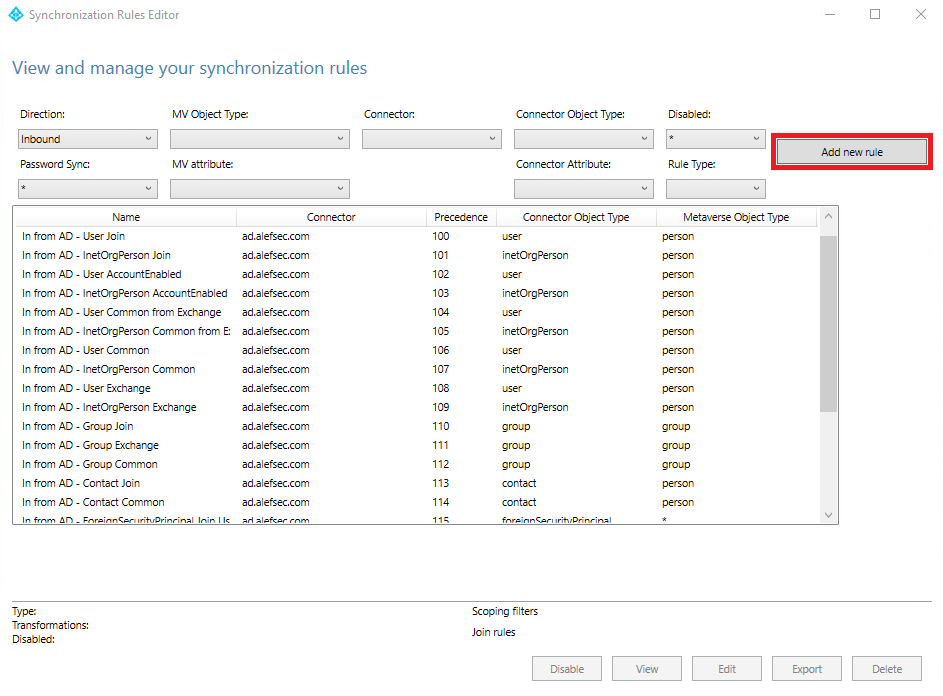 Synchronization Rules Editor
View and manage your synchronization rules
Direction: MV Object Type: Connector: Connector Object Type: Disabled:
Inbound *
Add new rule
Password Sync: MV attribute: Connector Attribute: Rule Type:
*
Name Connector Precedence Connector Object Type Metaverse Object Type
In from AD - User Join ad.alefsec.com 100 user person
In from AD - InetOrgPerson Join ad.alefsec.com 101 inetOrgPerson person
In from AD - User AccountEnabled ad.alefsec.com 102 user person
In from AD - InetOrgPerson AccountEnabled ad.alefsec.com 103 inetOrgPerson person
In from AD - User Common from Exchange ad.alefsec.com 104 user person
In from AD - InetOrgPerson Common from E: ad.alefsec.com 105 inetOrgPerson person
In from AD - User Common ad.alefsec.com 106 user person
In from AD - InetOrgPerson Common ad.alefsec.com 107 inetOrgPerson person
In from AD - User Exchange ad.alefsec.com 108 user person
In from AD - InetOrgPerson Exchange ad.alefsec.com 109 inetOrgPerson person
In from AD - Group Join ad.alefsec.com 110 group group
In from AD - Group Exchange ad.alefsec.com 111 group group
In from AD - Group Common ad.alefsec.com 112 group group
In from AD - Contact Join ad.alefsec.com 113 contact person
In from AD - Contact Common ad.alefsec.com 114 contact person
In from AD - ForeignSecurityPrincipal Join Us ad.alefsec.com 115 foreignSecurityPrincipal *
Type: Scoping filters
Transformations:
Disabled: Join rules
Disable View Edit Export Delete